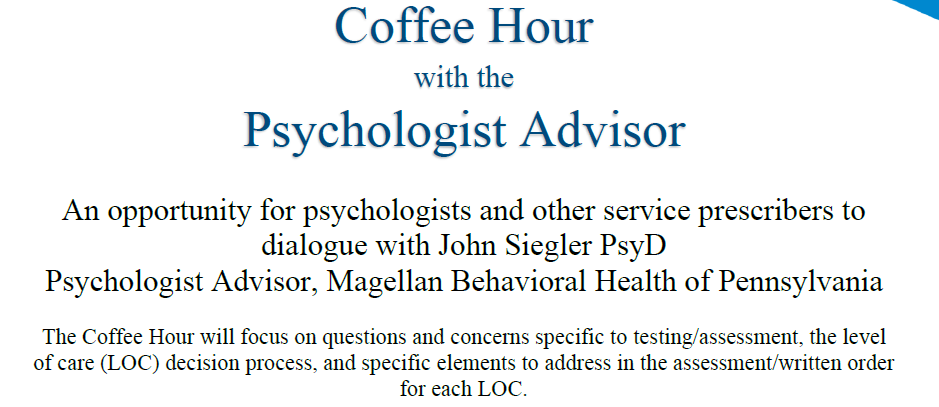 Coffee Hour
with the
Psychologist Advisor
An opportunity for psychologists and other service prescribers to
dialogue with John Siegler PsyD
Psychologist Advisor, Magellan Behavioral Health of Pennsylvania
The Coffee Hour will focus on questions and concerns specific to testing/assessment, the level
of care (LOC) decision process, and specific elements to address in the assessment/written order
for each LOC.